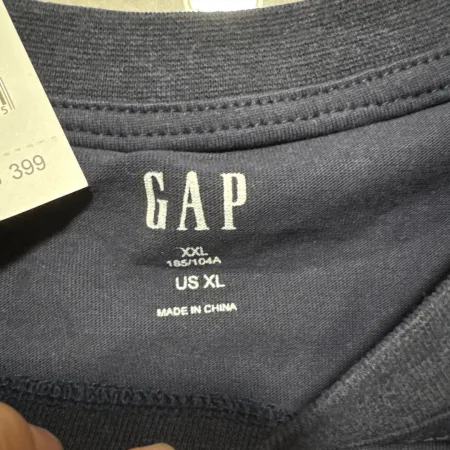 399
GAP
XXL
185/104A
US XL
MADE IN CHINA